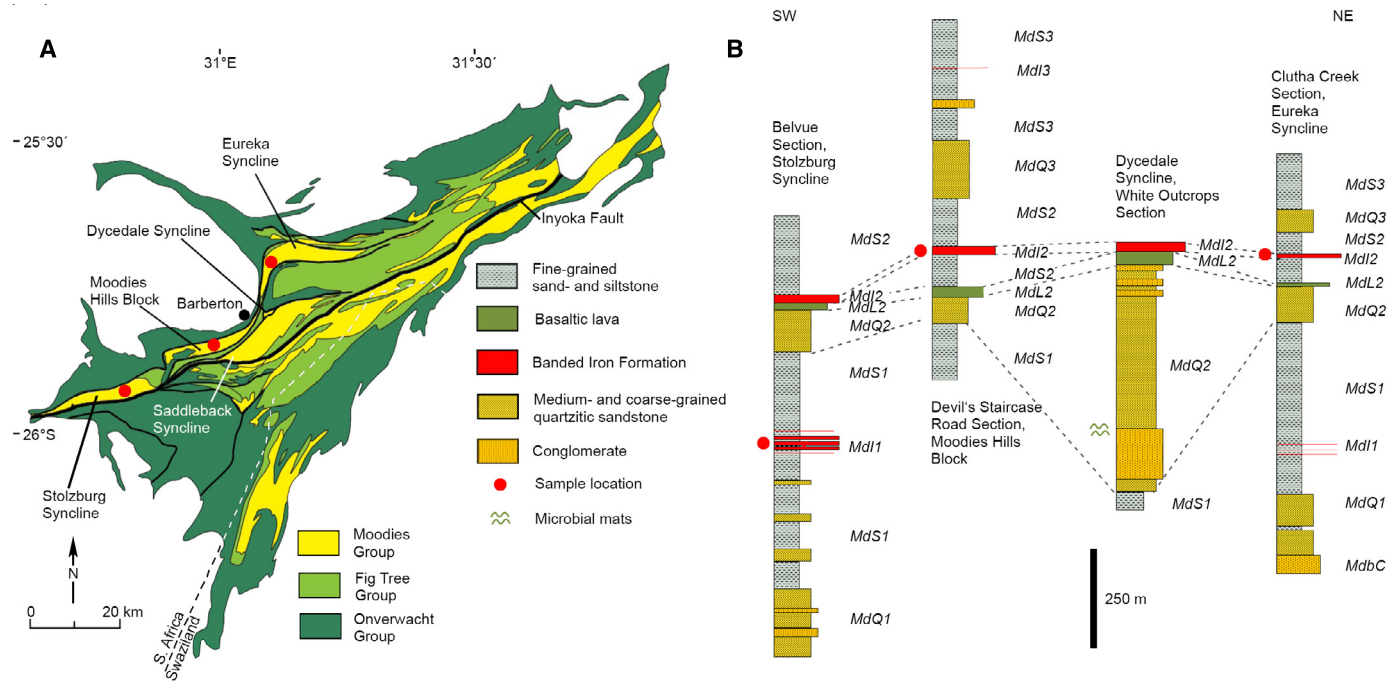 A
31°E
31°30´
25°30´
26°S
Eureka
Syncline
Dycedale Syncline
Moodies
Hills Block
Barberton
Inyoka Fault
Saddleback
Syncline
Stolzburg
Syncline
N
0 20 km
S. Africa
Swaziland
Moodies
Group
Fig Tree
Group
Onverwacht
Group
Fine-grained
sand- and siltstone
Basaltic lava
Banded Iron Formation
Medium- and coarse-grained
quartzitic sandstone
Conglomerate
Sample location
Microbial mats
B
SW
NE
Belvue
Section,
Stolzburg
Syncline
MdS2
MdI2
MdL2
MdQ2
MdS1
MdI1
MdS1
MdQ1
MdS3
MdI3
MdS3
MdQ3
MdS2
MdI2
MdS2
MdL2
MdQ2
MdS1
Devil's Staircase
Road Section,
Moodies Hills
Block
Dycedale
Syncline,
White Outcrops
Section
MdI2
MdL2
MdQ2
MdS1
250 m
Clutha Creek
Section,
Eureka
Syncline
MdS3
MdQ3
MdS2
MdI2
MdL2
MdQ2
MdS1
MdI1
MdQ1
MdbC